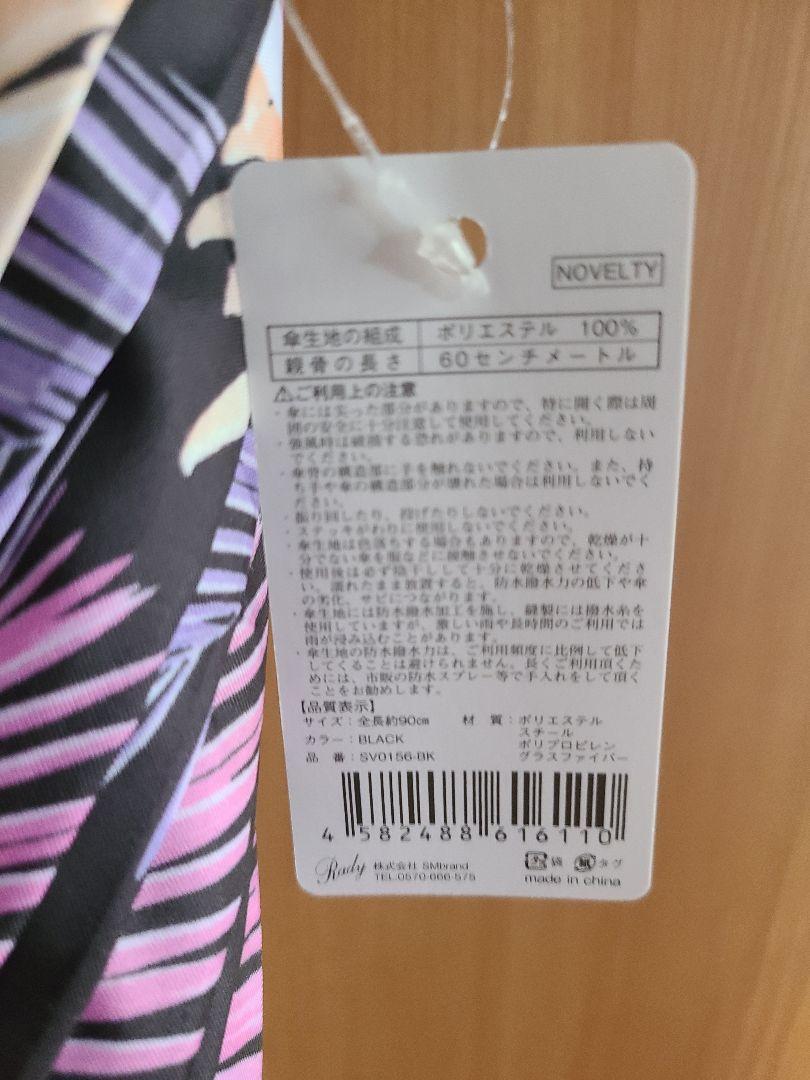 NOVELTY
傘生地の組成 ポリエステル 100%
親骨の長さ 60センチメートル
⚠ご利用上の注意
・傘には尖った部分がありますので、特に開く際は周
囲の安全に十分注意して使用してください。
・強風時は破損する恐れがありますので、利用しない
でください。
・傘骨の構造部に手を触れないでください。また、持
ち手や傘の構造部分が壊れた場合は利用しないでく
ださい。
・振り回したり、投げたりしないでください。
・ステッキがわりに使用しないでください。
・傘生地は色落ちする場合もありますので、乾燥が十
分でない傘を服などに接触させないでください。
・使用後は必ず陰干しして十分に乾燥させてくださ
い。濡れたまま放置すると、防水撥水力の低下や傘
の劣化、サビにつながります。
・傘生地には防水撥水加工を施し、縫製には撥水糸を
使用していますが、激しい雨や長時間のご利用では
雨が浸み込むことがあります。
・傘生地の防水撥水力は、ご利用頻度に比例して低下
してくることは避けられません。長くご利用頂くた
めには、市販の防水スプレー等で手入れをして頂く
ことをお勧めします。
【品質表示】
サイズ：全長約90cm 材 質：ポリエステル
スチール
カラー：BLACK ポリプロピレン
品 番：SV0156-BK グラスファイバー
4 582488 616110
Rady 株式会社 SMbrand プラ 袋 紙 タグ
TEL.0570-666-575 made in china